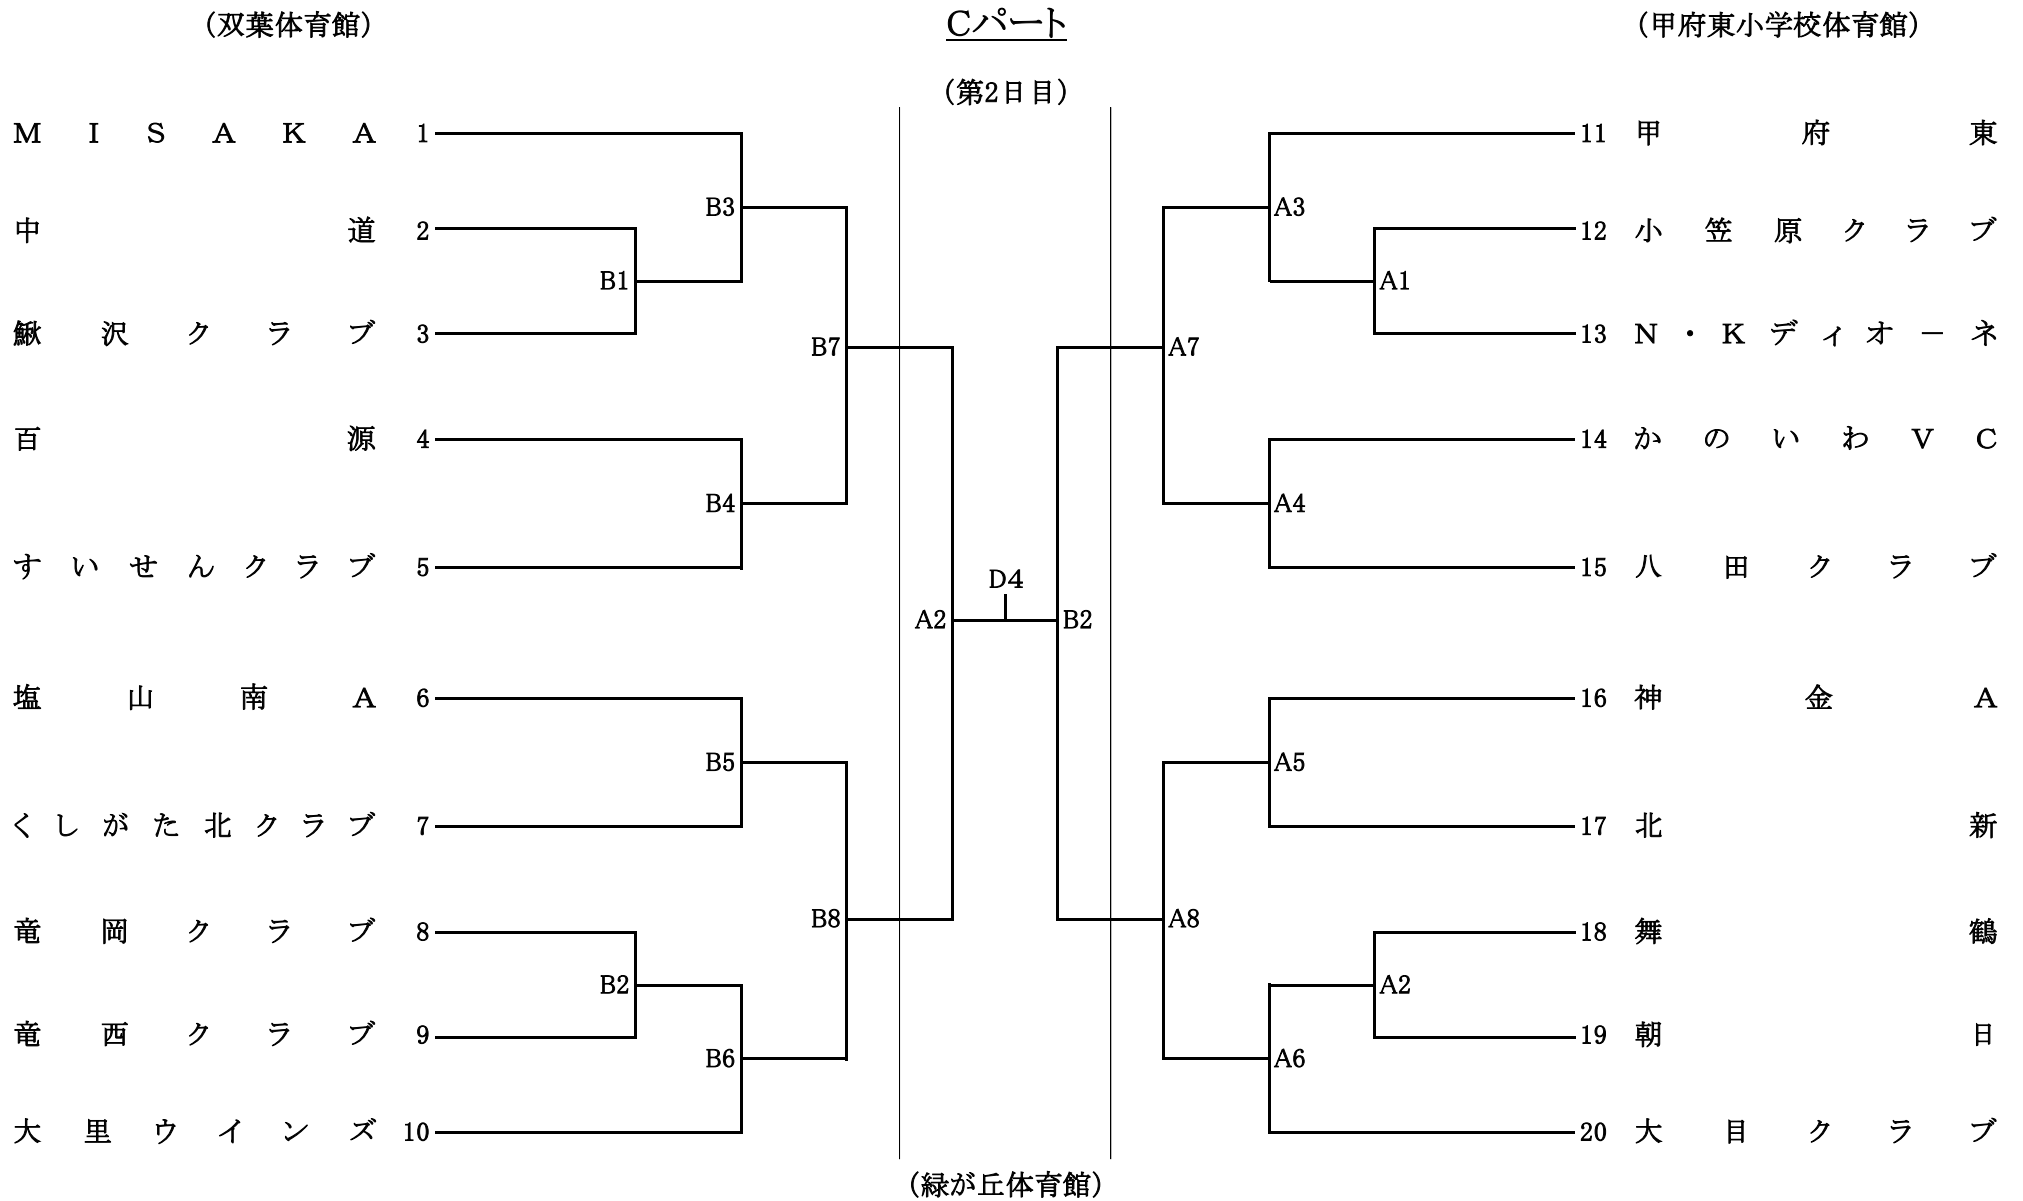 (双葉体育館)
Cパート
(甲府東小学校体育館)
(第2日目)
MISAKA 1
11 甲府東
B3
A3
中道 2
12 小笠原クラブ
B1
A1
鰍沢クラブ 3
13 N・Kディオーネ
B7
A7
百源 4
14 かのいわVC
B4
A4
すいせんクラブ 5
15 八田クラブ
D4
A2
B2
塩山南A 6
16 神金A
B5
A5
くしがた北クラブ 7
17 北新
竜岡クラブ 8
18 舞鶴
B8
A8
B2
A2
竜西クラブ 9
19 朝日
B6
A6
大里ウインズ 10
20 大目クラブ
(緑が丘体育館)